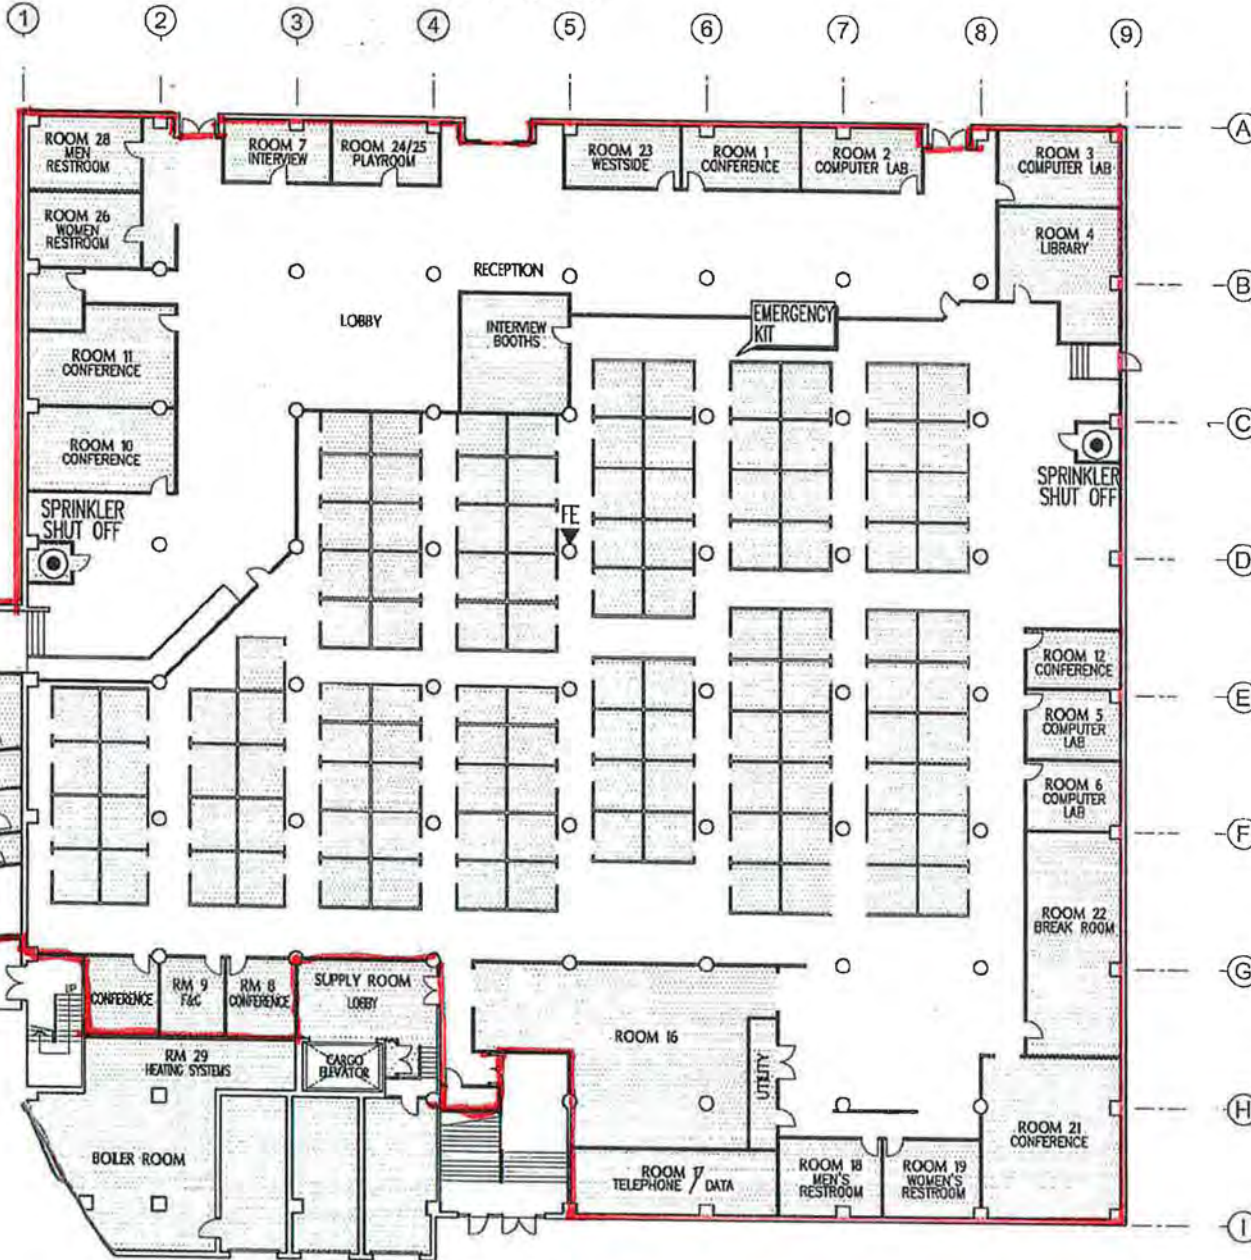 1 2 3 4 5 6 7 8 9
A
ROOM 28
MEN
RESTROOM
ROOM 7
INTERVIEW
ROOM 24/25
PLAYROOM
ROOM 23
WESTSIDE
ROOM 1
CONFERENCE
ROOM 2
COMPUTER LAB
ROOM 3
COMPUTER LAB
ROOM 26
WOMEN
RESTROOM
ROOM 4
LIBRARY
RECEPTION
B
LOBBY
INTERVIEW
BOOTHS
EMERGENCY
KIT
ROOM 11
CONFERENCE
C
ROOM 10
CONFERENCE
SPRINKLER
SHUT OFF
SPRINKLER
SHUT OFF
FE
D
ROOM 12
CONFERENCE
E
ROOM 5
COMPUTER
LAB
ROOM 6
COMPUTER
LAB
F
ROOM 22
BREAK ROOM
G
UP
CONFERENCE
RM 9
F&C
RM 8
CONFERENCE
SUPPLY ROOM
LOBBY
ROOM 16
RM 29
HEATING SYSTEMS
CARGO
ELEVATOR
UTILITY
H
ROOM 21
CONFERENCE
BOILER ROOM
ROOM 17
TELEPHONE / DATA
ROOM 18
MEN'S
RESTROOM
ROOM 19
WOMEN'S
RESTROOM
I